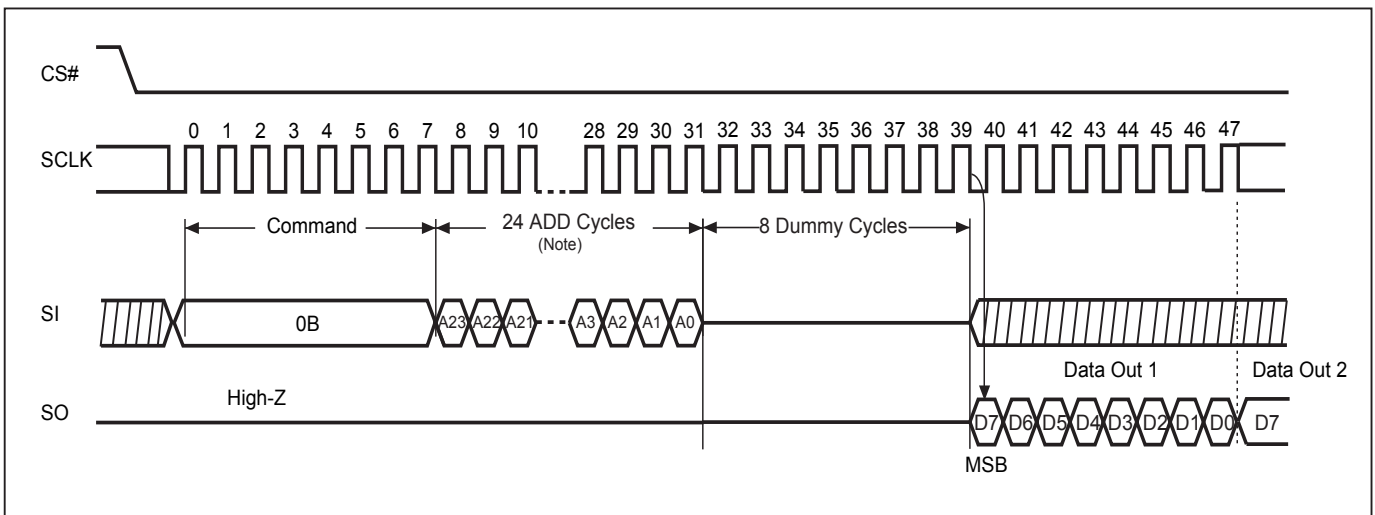 CS#
0 1 2 3 4 5 6 7 8 9 10 28 29 30 31 32 33 34 35 36 37 38 39 40 41 42 43 44 45 46 47
SCLK
Command 24 ADD Cycles 8 Dummy Cycles
(Note)
SI 0B A23 A22 A21 A3 A2 A1 A0
Data Out 1 Data Out 2
High-Z
SO D7 D6 D5 D4 D3 D2 D1 D0 D7
MSB